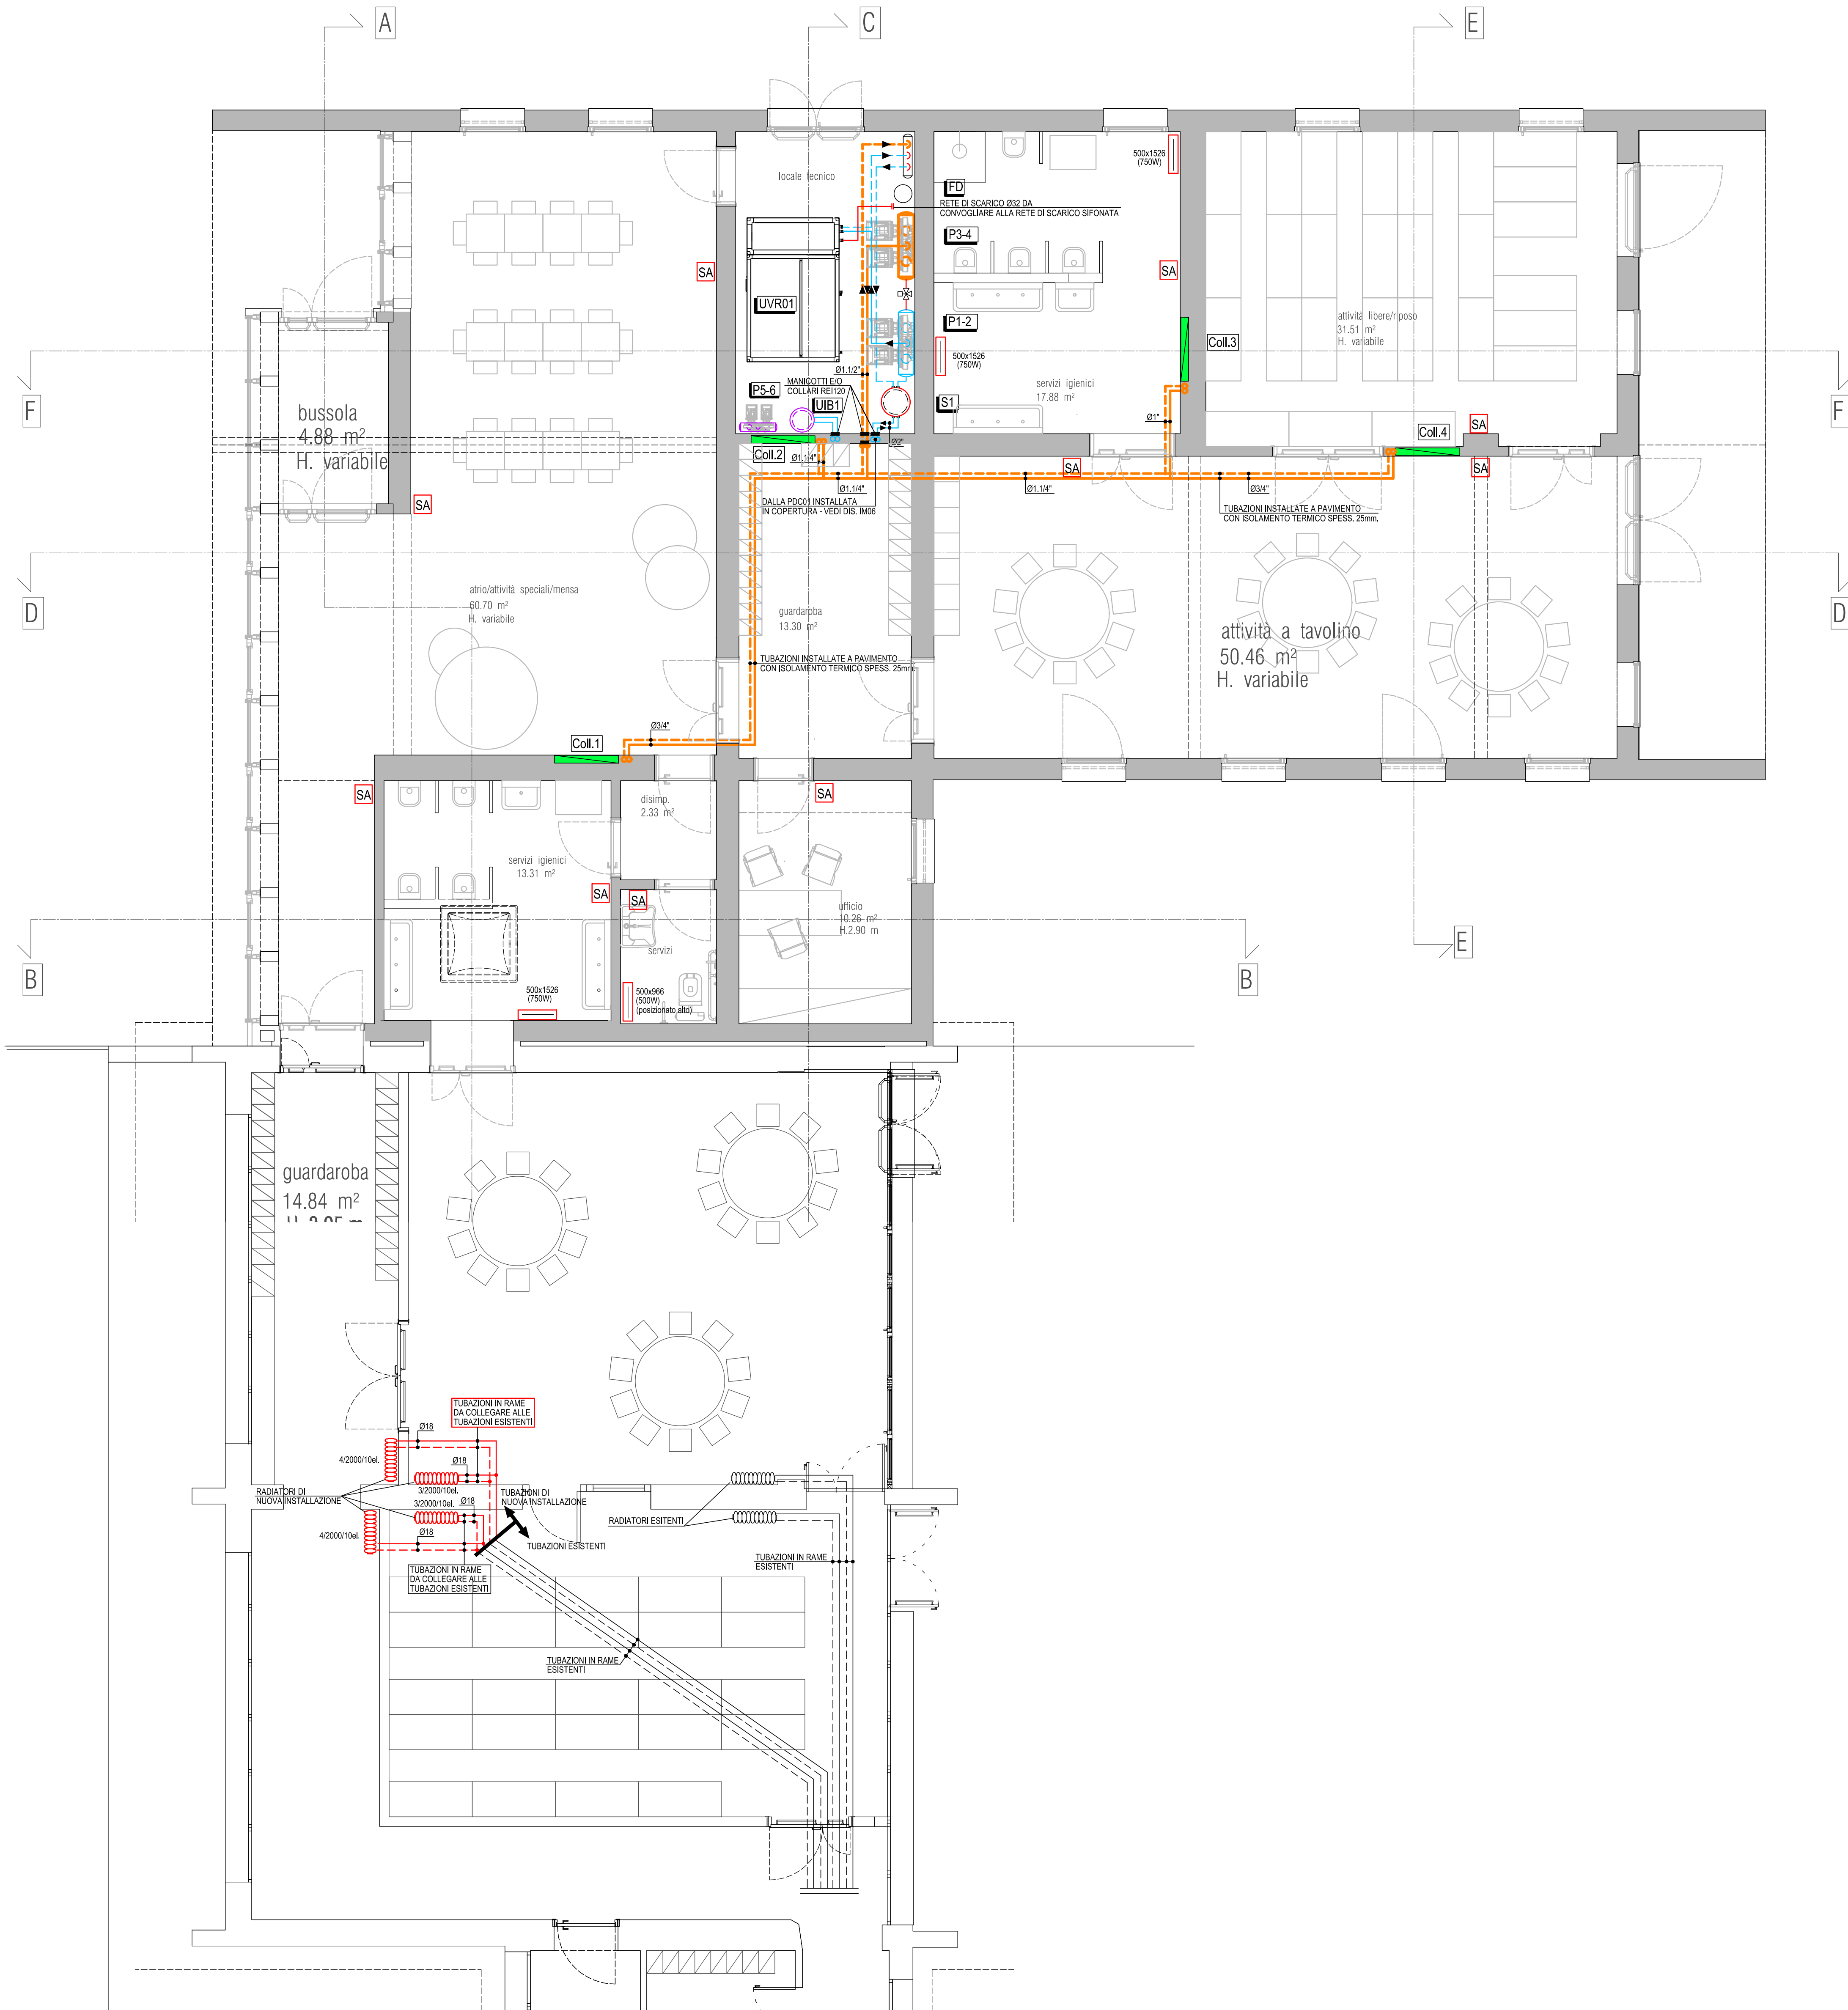 A
C
E
locale tecnico
500x1526
(750W)
FD
RETE DI SCARICO Ø32 DA
CONVOGLIARE ALLA RETE DI SCARICO SIFONATA
P3-4
SA
SA
UVR01
P1-2
attività libere/riposo
31.51 m²
H. variabile
Coll.3
500x1526
(750W)
Ø1.1/2"
F
F
MANICOTTI E/O
COLLARI REI120
P5-6
UIB1
servizi igienici
17.88 m²
S1
bussola
4.88 m²
H. variabile
Ø1"
SA
Coll.4
Ø2"
Coll.2
Ø1.1/4"
SA
SA
Ø1.1/4"
Ø1.1/4"
Ø3/4"
SA
DALLA PDC01 INSTALLATA
IN COPERTURA - VEDI DIS. IM06
TUBAZIONI INSTALLATE A PAVIMENTO
CON ISOLAMENTO TERMICO SPESS. 25mm.
D
D
atrio/attività speciali/mensa
60.70 m²
H. variabile
guardaroba
13.30 m²
attività a tavolino
50.46 m²
H. variabile
TUBAZIONI INSTALLATE A PAVIMENTO
CON ISOLAMENTO TERMICO SPESS. 25mm.
Ø3/4"
Coll.1
SA
SA
disimp.
2.33 m²
servizi igienici
13.31 m²
SA
SA
ufficio
10.26 m²
H.2.90 m
servizi
E
B
B
500x1526
(750W)
500x966
(500W)
(posizionato alto)
guardaroba
14.84 m²
TUBAZIONI IN RAME
DA COLLEGARE ALLE
TUBAZIONI ESISTENTI
Ø18
4/2000/10el.
Ø18
RADIATORI DI
NUOVA INSTALLAZIONE
3/2000/10el.
TUBAZIONI DI
NUOVA INSTALLAZIONE
3/2000/10el.
Ø18
RADIATORI ESITENTI
4/2000/10el.
Ø18
TUBAZIONI ESISTENTI
TUBAZIONI IN RAME
ESISTENTI
TUBAZIONI IN RAME
DA COLLEGARE ALLE
TUBAZIONI ESISTENTI
TUBAZIONI IN RAME
ESISTENTI